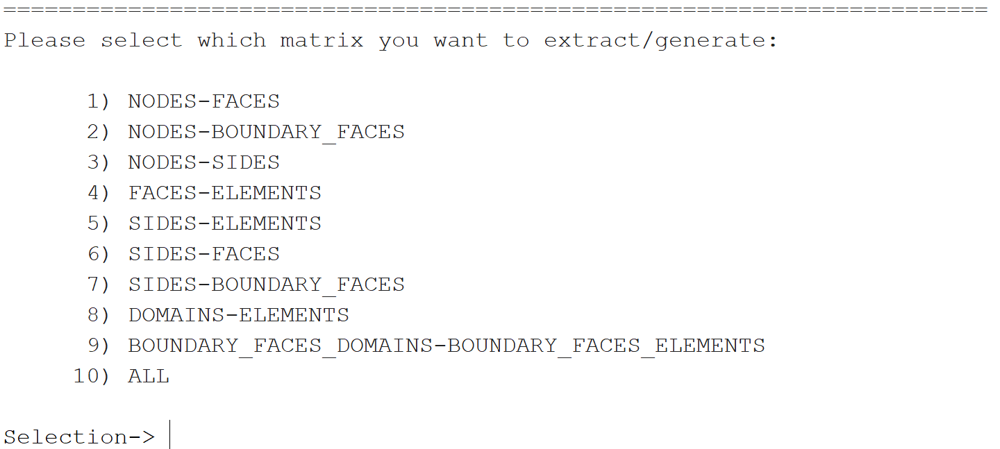 =======================================================================
Please select which matrix you want to extract/generate:
1) NODES-FACES
2) NODES-BOUNDARY_FACES
3) NODES-SIDES
4) FACES-ELEMENTS
5) SIDES-ELEMENTS
6) SIDES-FACES
7) SIDES-BOUNDARY_FACES
8) DOMAINS-ELEMENTS
9) BOUNDARY_FACES_DOMAINS-BOUNDARY_FACES_ELEMENTS
10) ALL
Selection->